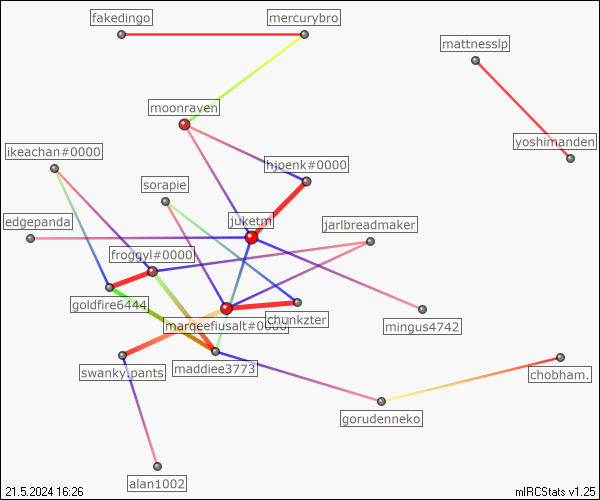 fakedingo
mercurybro
mattnesslp
moonraven
yoshimanden
ikeachan#0000
hjoenk#0000
sorapie
edgepanda
juketm
jarlbreadmaker
froggyl#0000
goldfire6444
marqeefiusalt#0000
chunkzter
mingus4742
swanky.pants
maddiee3773
chobham.
gorudenneko
alan1002
21.5.2024 16:26
mIRCStats v1.25